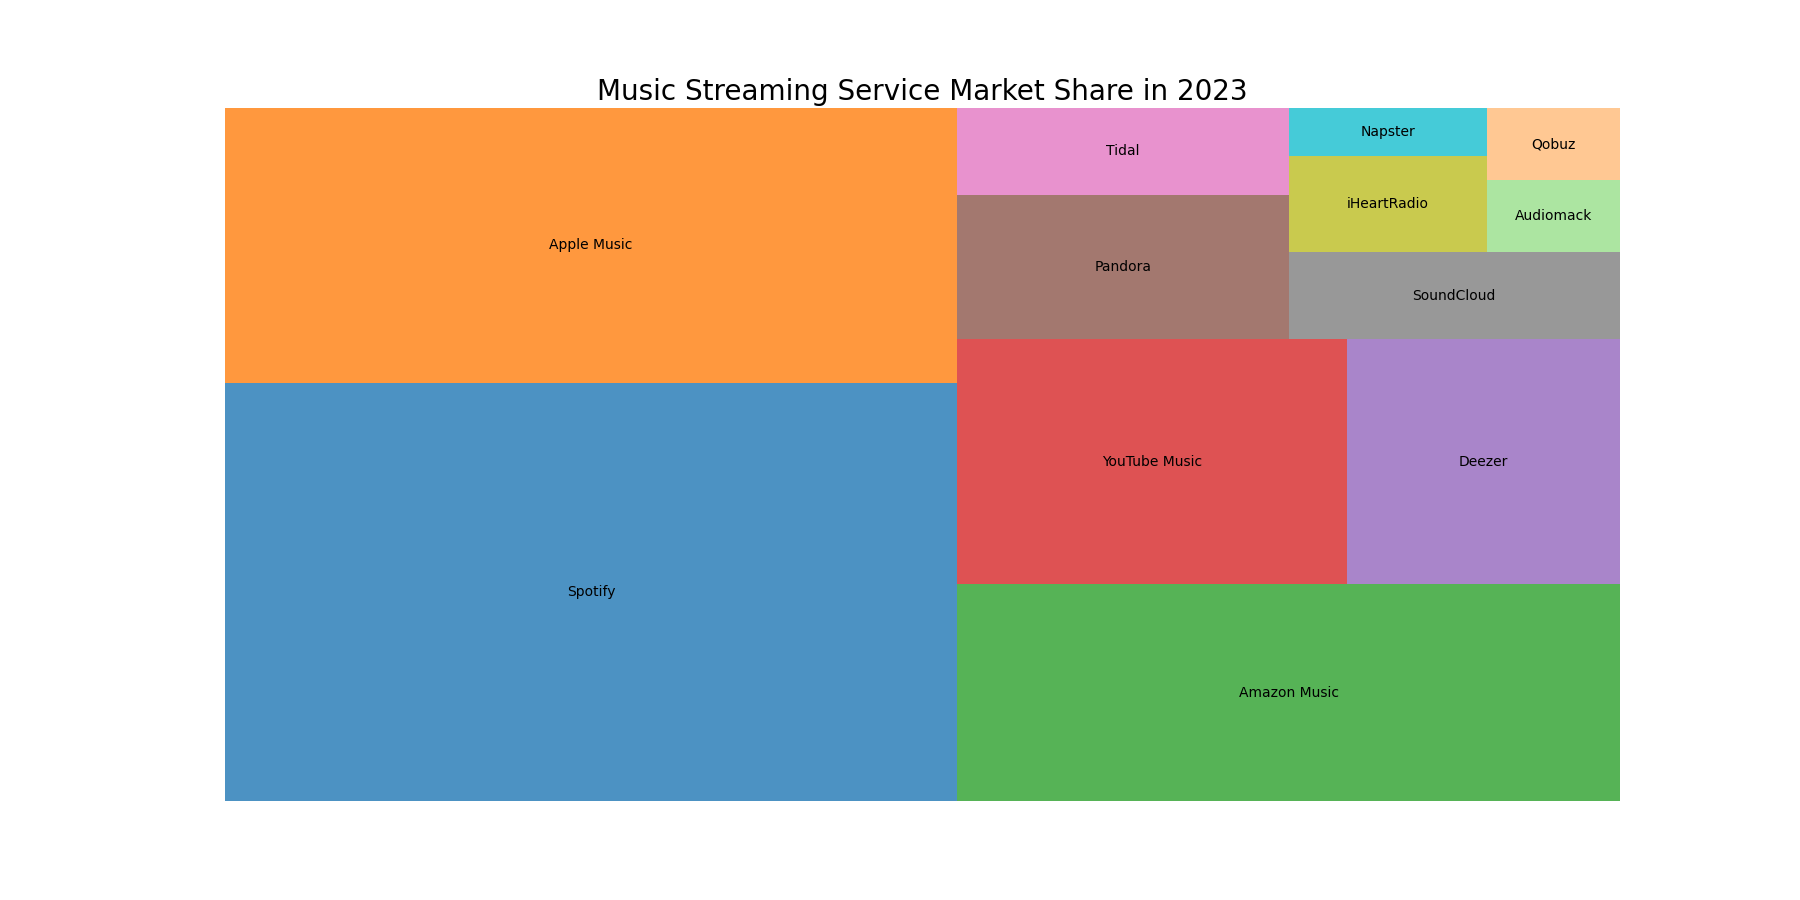 Music Streaming Service Market Share in 2023
Napster
Qobuz
Tidal
iHeartRadio
Audiomack
Apple Music
Pandora
SoundCloud
YouTube Music
Deezer
Spotify
Amazon Music